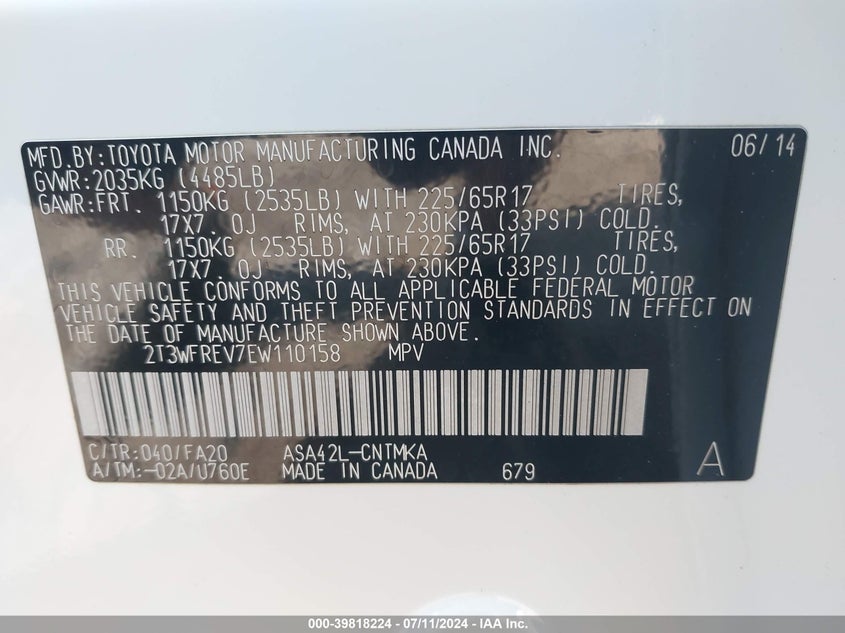 MFD.BY:TOYOTA MOTOR MANUFACTURING CANADA INC. 06/14
GVWR:2035KG (4485LB)
GAWR:FRT. 1150KG (2535LB) WITH 225/65R17 TIRES,
17X7.0J RIMS, AT 230KPA (33PSI) COLD.
RR. 1150KG (2535LB) WITH 225/65R17 TIRES,
17X7.0J RIMS, AT 230KPA (33PSI) COLD.
THIS VEHICLE CONFORMS TO ALL APPLICABLE FEDERAL MOTOR
VEHICLE SAFETY AND THEFT PREVENTION STANDARDS IN EFFECT ON
THE DATE OF MANUFACTURE SHOWN ABOVE.
2T3WFREV7EW110158 MPV
C/TR:040/FA20 ASA42L-CNTMKA
A/TM:-02A/U760E MADE IN CANADA 679 A
000-39818224 - 07/11/2024 - IAA Inc.